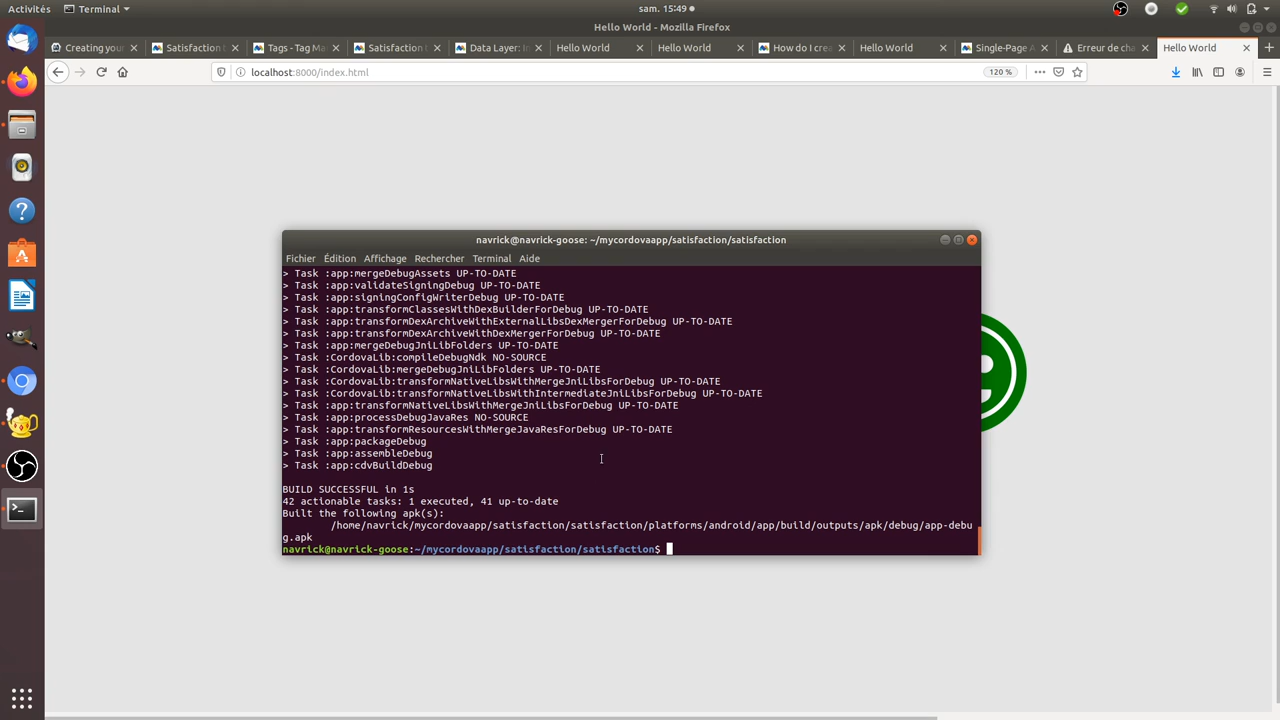 Activités
Terminal
sam. 15:49
Hello World - Mozilla Firefox
Creating your
Satisfaction
Tags - Tag Ma
Satisfaction
Data Layer: In
Hello World
Hello World
How do I crea
Hello World
Single-Page A
Erreur de cha
Hello World
localhost:8000/index.html
120 %
navrick@navrick-goose: ~/mycordovaapp/satisfaction/satisfaction
Fichier Édition Affichage Rechercher Terminal Aide
> Task :app:mergeDebugAssets UP-TO-DATE
> Task :app:validateSigningDebug UP-TO-DATE
> Task :app:signingConfigWriterDebug UP-TO-DATE
> Task :app:transformClassesWithDexBuilderForDebug UP-TO-DATE
> Task :app:transformDexArchiveWithExternalLibsDexMergerForDebug UP-TO-DATE
> Task :app:transformDexArchiveWithDexMergerForDebug UP-TO-DATE
> Task :app:mergeDebugJniLibFolders UP-TO-DATE
> Task :CordovaLib:compileDebugNdk NO-SOURCE
> Task :CordovaLib:mergeDebugJniLibFolders UP-TO-DATE
> Task :CordovaLib:transformNativeLibsWithMergeJniLibsForDebug UP-TO-DATE
> Task :CordovaLib:transformNativeLibsWithIntermediateJniLibsForDebug UP-TO-DATE
> Task :app:transformNativeLibsWithMergeJniLibsForDebug UP-TO-DATE
> Task :app:processDebugJavaRes NO-SOURCE
> Task :app:transformResourcesWithMergeJavaResForDebug UP-TO-DATE
> Task :app:packageDebug
> Task :app:assembleDebug
> Task :app:cdvBuildDebug
BUILD SUCCESSFUL in 1s
42 actionable tasks: 1 executed, 41 up-to-date
Built the following apk(s):
/home/navrick/mycordovaapp/satisfaction/satisfaction/platforms/android/app/build/outputs/apk/debug/app-debu
g.apk
navrick@navrick-goose:~/mycordovaapp/satisfaction/satisfaction$